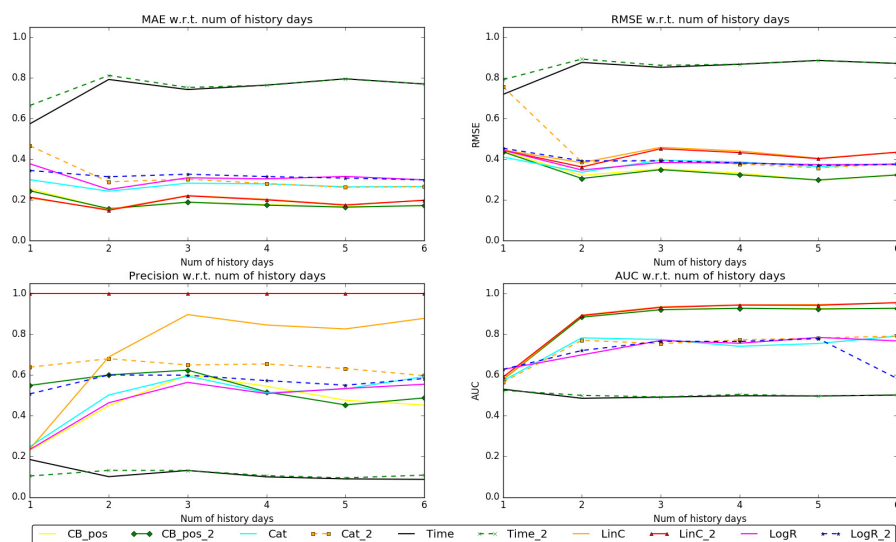 MAE w.r.t. num of history days
RMSE w.r.t. num of history days
1.0
0.8
0.6
0.4
0.2
0.0
1 2 3 4 5 6
Num of history days
RMSE
1.0
0.8
0.6
0.4
0.2
0.0
1 2 3 4 5 6
Num of history days
Precision w.r.t. num of history days
AUC w.r.t. num of history days
1.0
0.8
0.6
0.4
0.2
0.0
1 2 3 4 5 6
Num of history days
AUC
1.0
0.8
0.6
0.4
0.2
0.0
1 2 3 4 5 6
Num of history days
CB_pos CB_pos_2 Cat Cat_2 Time Time_2 LinC LinC_2 LogR LogR_2